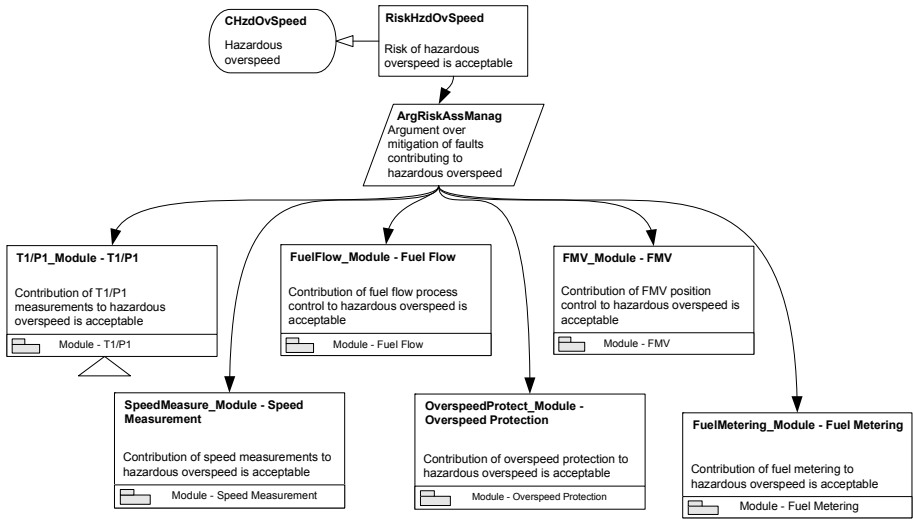 CHzdOvSpeed
Hazardous
overspeed
RiskHzdOvSpeed
Risk of hazardous
overspeed is acceptable
ArgRiskAssManag
Argument over
mitigation of faults
contributing to
hazardous overspeed
T1/P1_Module - T1/P1
Contribution of T1/P1
measurements to hazardous
overspeed is acceptable
Module - T1/P1
FuelFlow_Module - Fuel Flow
Contribution of fuel flow process
control to hazardous overspeed is
acceptable
Module - Fuel Flow
FMV_Module - FMV
Contribution of FMV position
control to hazardous overspeed is
acceptable
Module - FMV
SpeedMeasure_Module - Speed
Measurement
Contribution of speed measurements to
hazardous overspeed is acceptable
Module - Speed Measurement
OverspeedProtect_Module -
Overspeed Protection
Contribution of overspeed protection to
hazardous overspeed is acceptable
Module - Overspeed Protection
FuelMetering_Module - Fuel Metering
Contribution of fuel metering to
hazardous overspeed is acceptable
Module - Fuel Metering